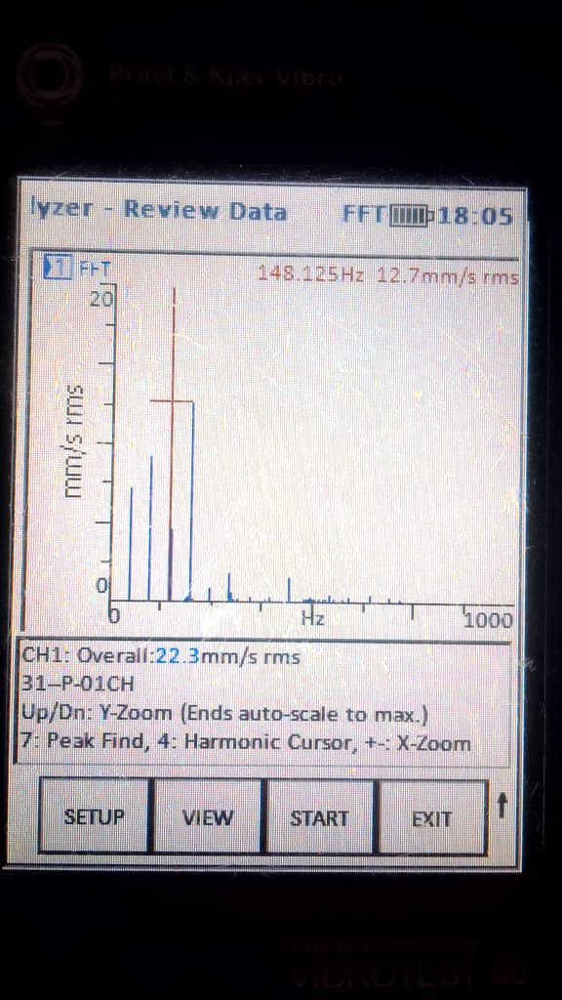 Brüel & Kjær Vibro
lyzer - Review Data FFT 18:05
1 FFT 148.125Hz 12.7mm/s rms
20
mm/s rms
0
0 Hz 1000
CH1: Overall:22.3mm/s rms
31-P-01CH
Up/Dn: Y-Zoom (Ends auto-scale to max.)
7: Peak Find, 4: Harmonic Cursor, +-: X-Zoom
SETUP VIEW START EXIT
VIBROTEST